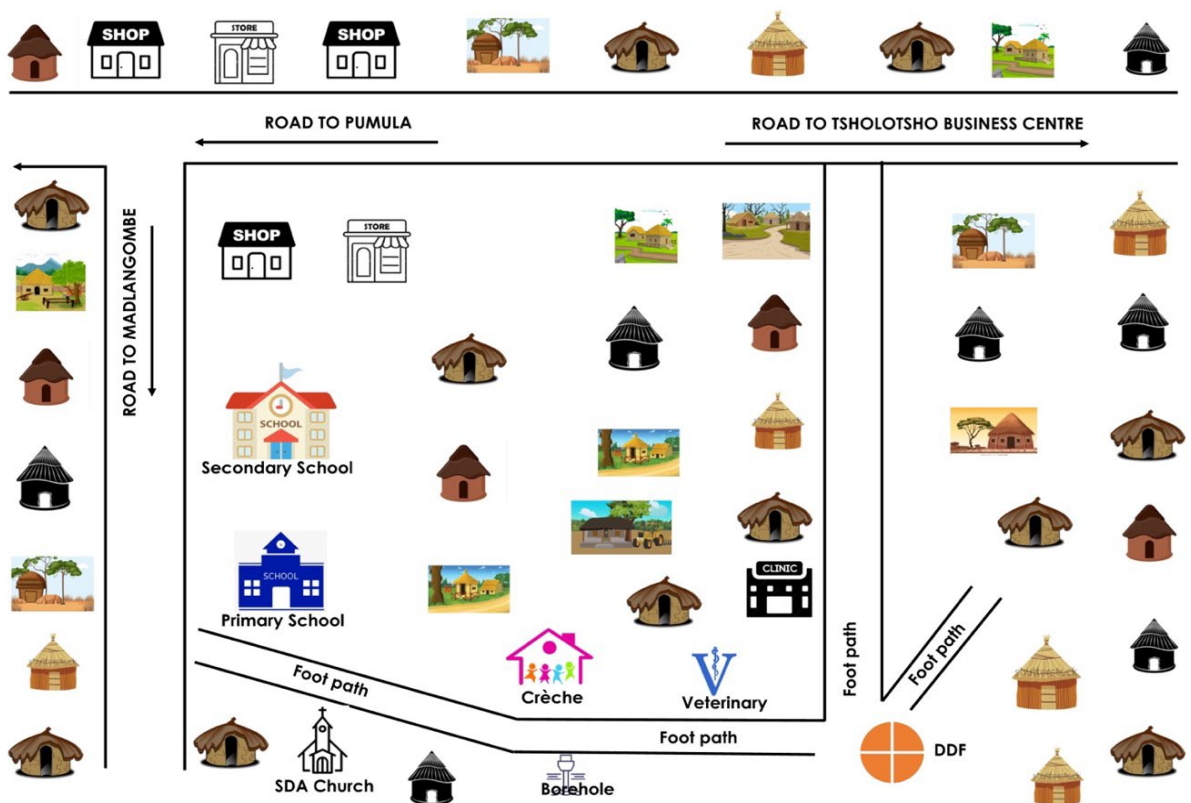 SHOP
STORE
SHOP
ROAD TO PUMULA
ROAD TO TSHOLOTSHO BUSINESS CENTRE
ROAD TO MADLANGOMBE
SHOP
STORE
SCHOOL
Secondary School
SCHOOL
Primary School
CLINIC
Foot path
Crèche
Veterinary
Foot path
Foot path
Foot path
SDA Church
Borehole
DDF